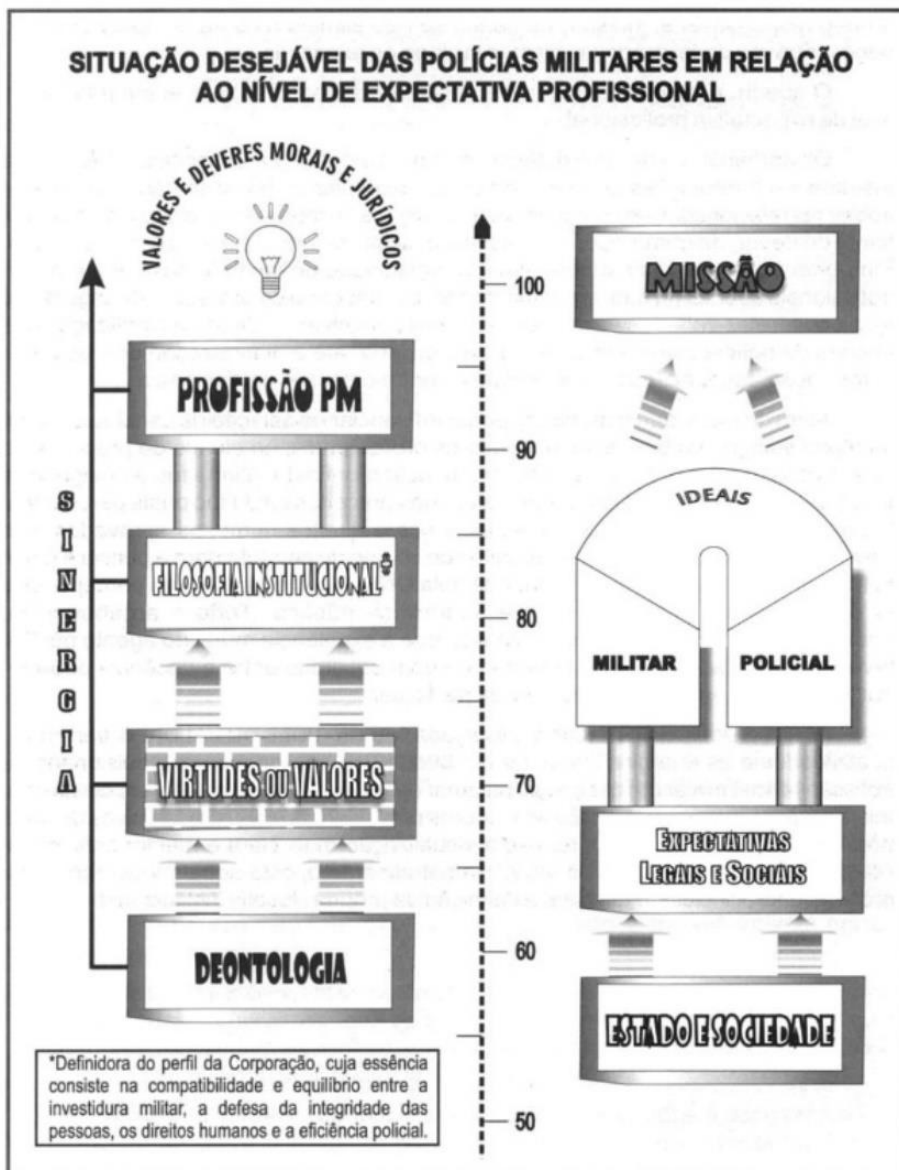 SITUAÇÃO DESEJÁVEL DAS POLÍCIAS MILITARES EM RELAÇÃO
AO NÍVEL DE EXPECTATIVA PROFISSIONAL
VALORES E DEVERES MORAIS E JURÍDICOS
PROFISSÃO PM
FILOSOFIA INSTITUCIONAL*
VIRTUDES OU VALORES
DEONTOLOGIA
SINERGIA
*Definidora do perfil da Corporação, cuja essência
consiste na compatibilidade e equilíbrio entre a
investidura militar, a defesa da integridade das
pessoas, os direitos humanos e a eficiência policial.
100
90
80
70
60
50
MISSÃO
IDEAIS
MILITAR
POLICIAL
EXPECTATIVAS
LEGAIS E SOCIAIS
ESTADO E SOCIEDADE